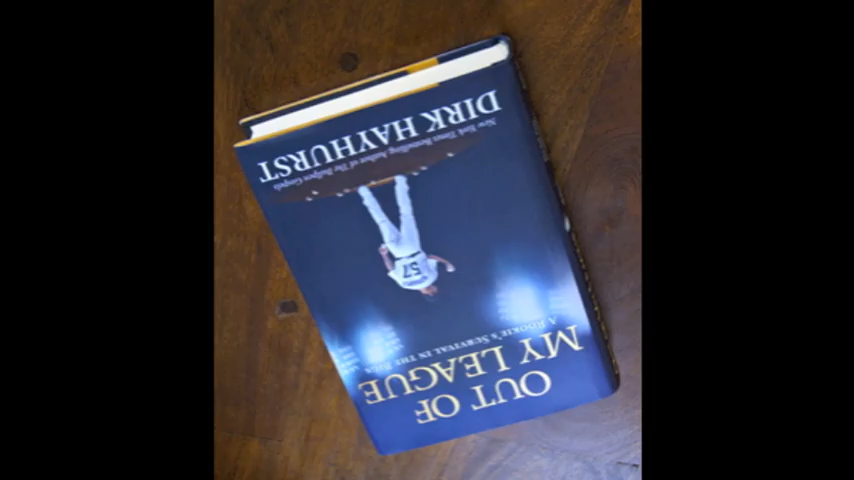 OUT OF
MY LEAGUE
A ROOKIE'S SURVIVAL IN THE BIGS
57
DIRK HAYHURST
New York Times Bestselling Author of The Bullpen Gospels